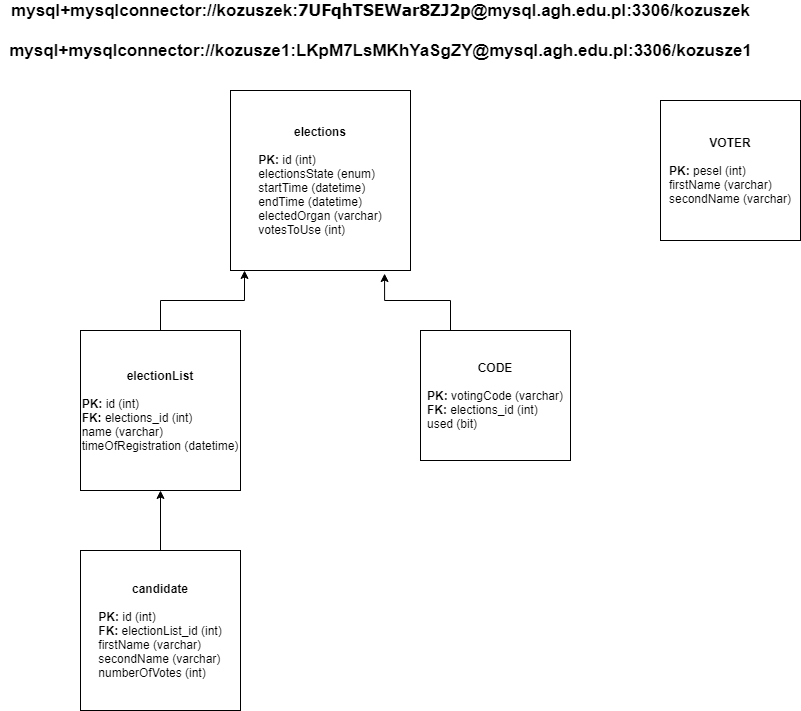 mysql+mysqlconnector://kozuszek:7UFqhTSEWar8ZJ2p@mysql.agh.edu.pl:3306/kozuszek
mysql+mysqlconnector://kozusze1:LKpM7LsMKhYaSgZY@mysql.agh.edu.pl:3306/kozusze1
elections
PK: id (int)
electionsState (enum)
startTime (datetime)
endTime (datetime)
electedOrgan (varchar)
votesToUse (int)
VOTER
PK: pesel (int)
firstName (varchar)
secondName (varchar)
electionList
PK: id (int)
FK: elections_id (int)
name (varchar)
timeOfRegistration (datetime)
CODE
PK: votingCode (varchar)
FK: elections_id (int)
used (bit)
candidate
PK: id (int)
FK: electionList_id (int)
firstName (varchar)
secondName (varchar)
numberOfVotes (int)